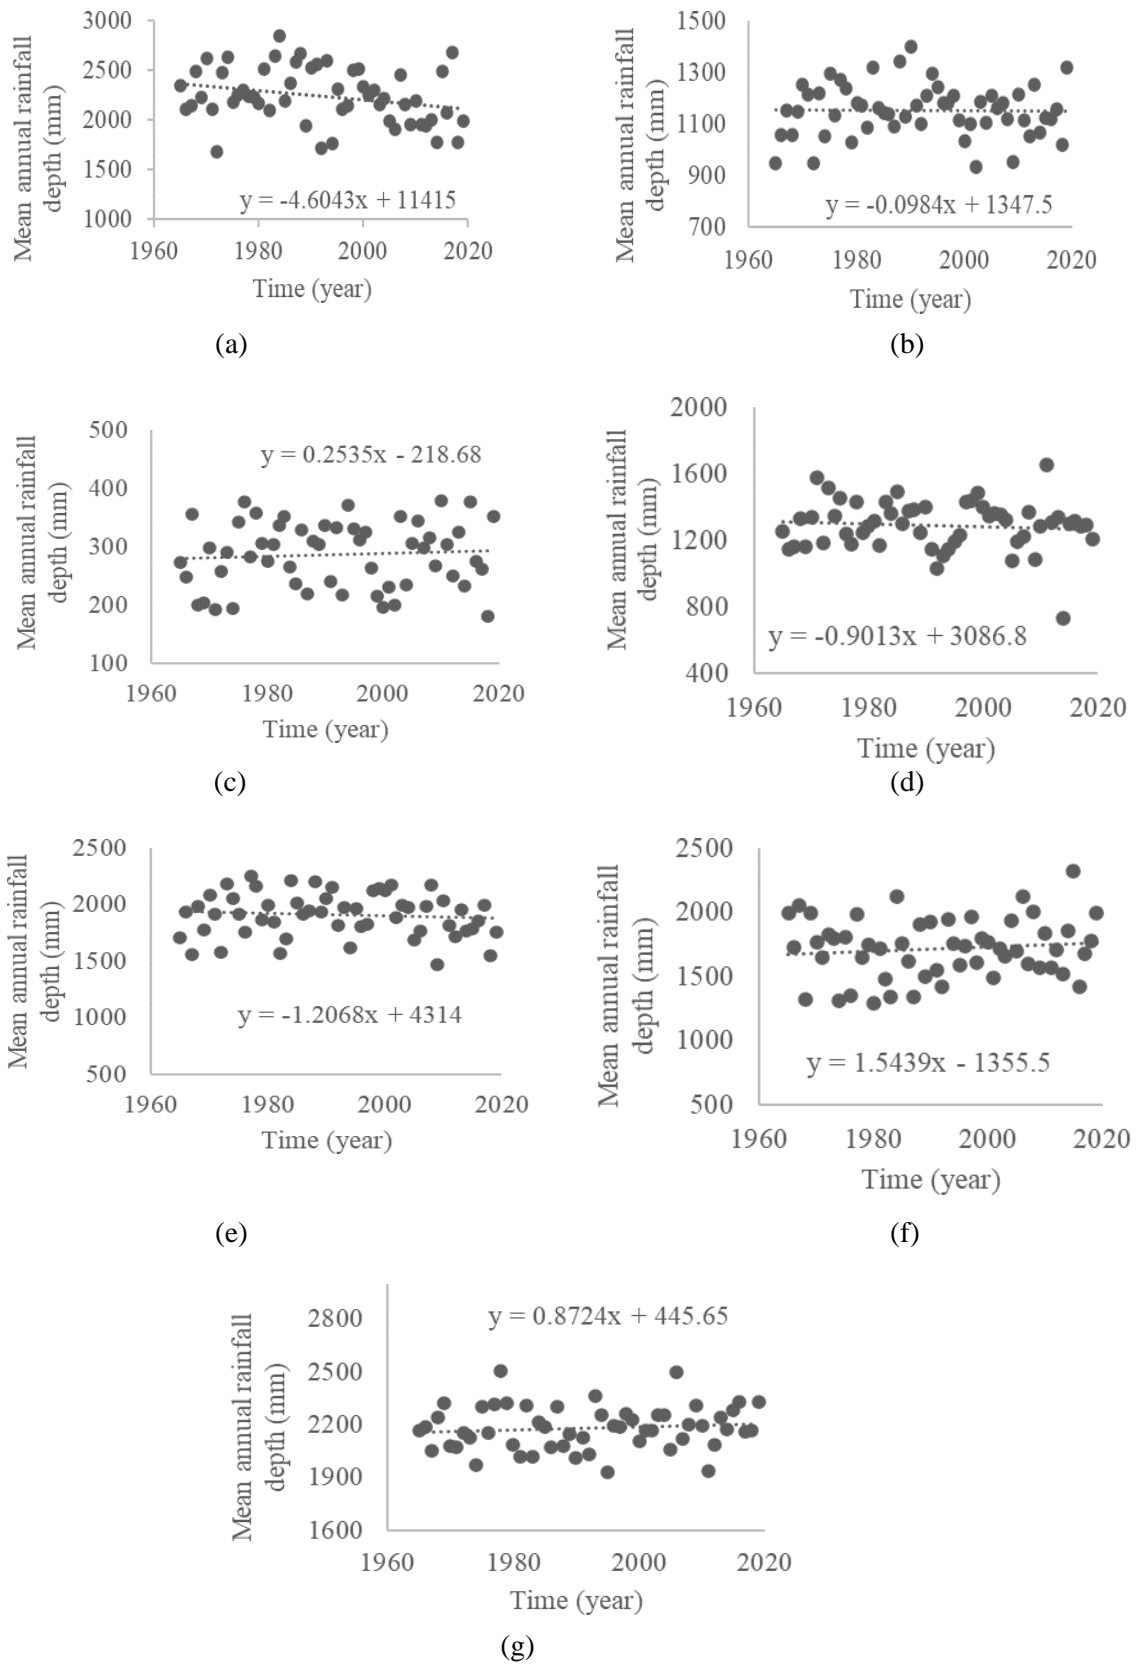 3000
2500
2000
1500
1000
Mean annual rainfall
depth (mm)
y = -4.6043x + 11415
1960 1980 2000 2020
Time (year)
(a)
1500
1300
1100
900
700
Mean annual rainfall
depth (mm)
y = -0.0984x + 1347.5
1960 1980 2000 2020
Time (year)
(b)
500
400
300
200
100
Mean annual rainfall
depth (mm)
y = 0.2535x - 218.68
1960 1980 2000 2020
Time (year)
(c)
2000
1600
1200
800
400
Mean annual rainfall
depth (mm)
y = -0.9013x + 3086.8
1960 1980 2000 2020
Time (year)
(d)
2500
2000
1500
1000
500
Mean annual rainfall
depth (mm)
y = -1.2068x + 4314
1960 1980 2000 2020
Time (year)
(e)
2500
2000
1500
1000
500
Mean annual rainfall
depth (mm)
y = 1.5439x - 1355.5
1960 1980 2000 2020
Time (year)
(f)
2800
2500
2200
1900
1600
Mean annual rainfall
depth (mm)
y = 0.8724x + 445.65
1960 1980 2000 2020
Time (year)
(g)